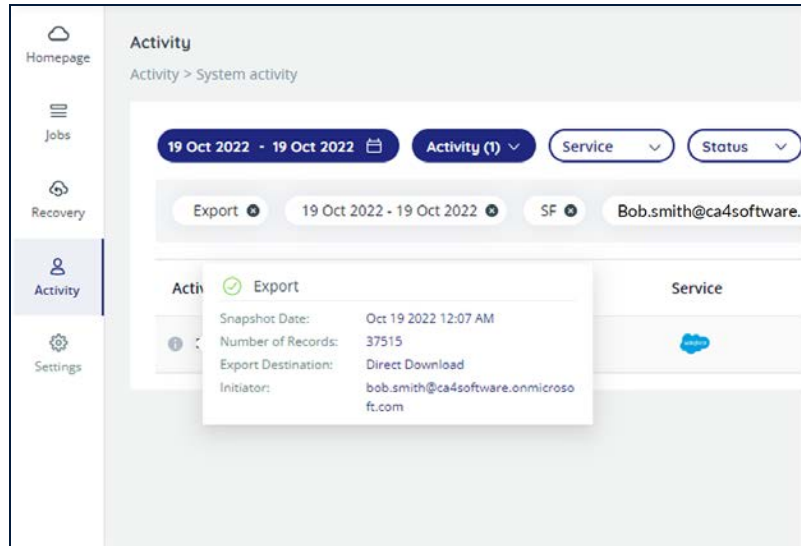 Homepage
Jobs
Recovery
Activity
Settings
Activity
Activity > System activity
19 Oct 2022 - 19 Oct 2022
Activity (1)
Service
Status
Export
19 Oct 2022 - 19 Oct 2022
SF
Bob.smith@ca4software.
Activ
Service
Export
Snapshot Date: Oct 19 2022 12:07 AM
Number of Records: 37515
Export Destination: Direct Download
Initiator: bob.smith@ca4software.onmicroso
ft.com